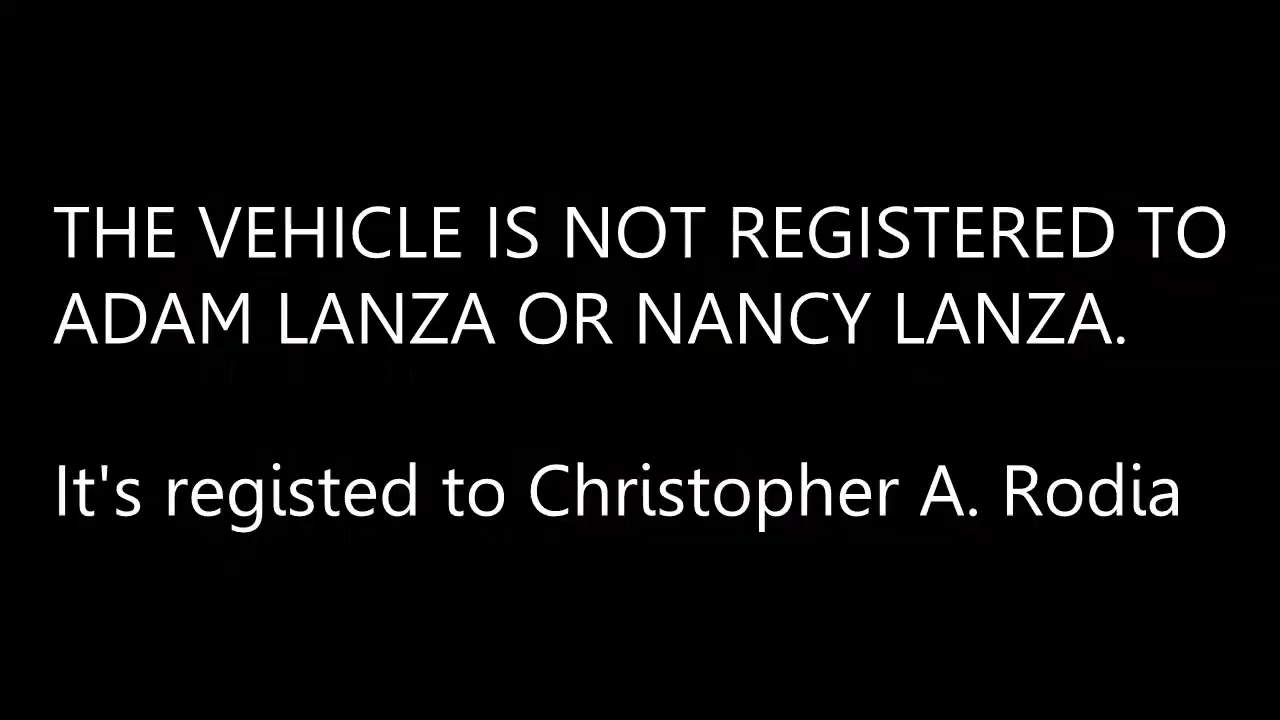 THE VEHICLE IS NOT REGISTERED TO
ADAM LANZA OR NANCY LANZA.
It's registed to Christopher A. Rodia